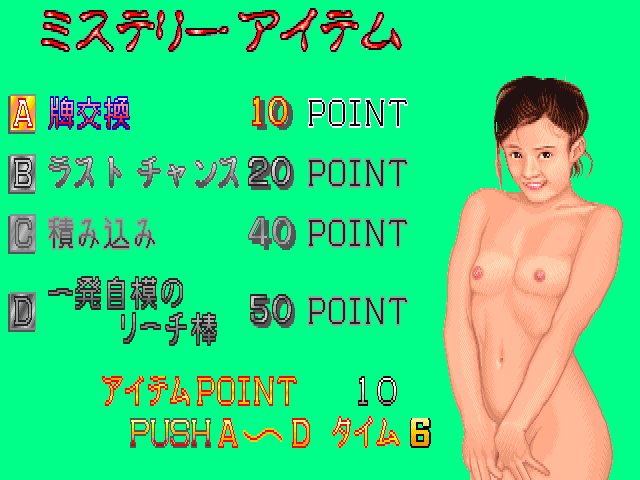 ミステリーアイテム
A 牌交換 10 POINT
B ラストチャンス 20 POINT
C 積み込み 40 POINT
D 一発自模の
リーチ棒 50 POINT
アイテムPOINT 10
PUSH A〜D タイム 6